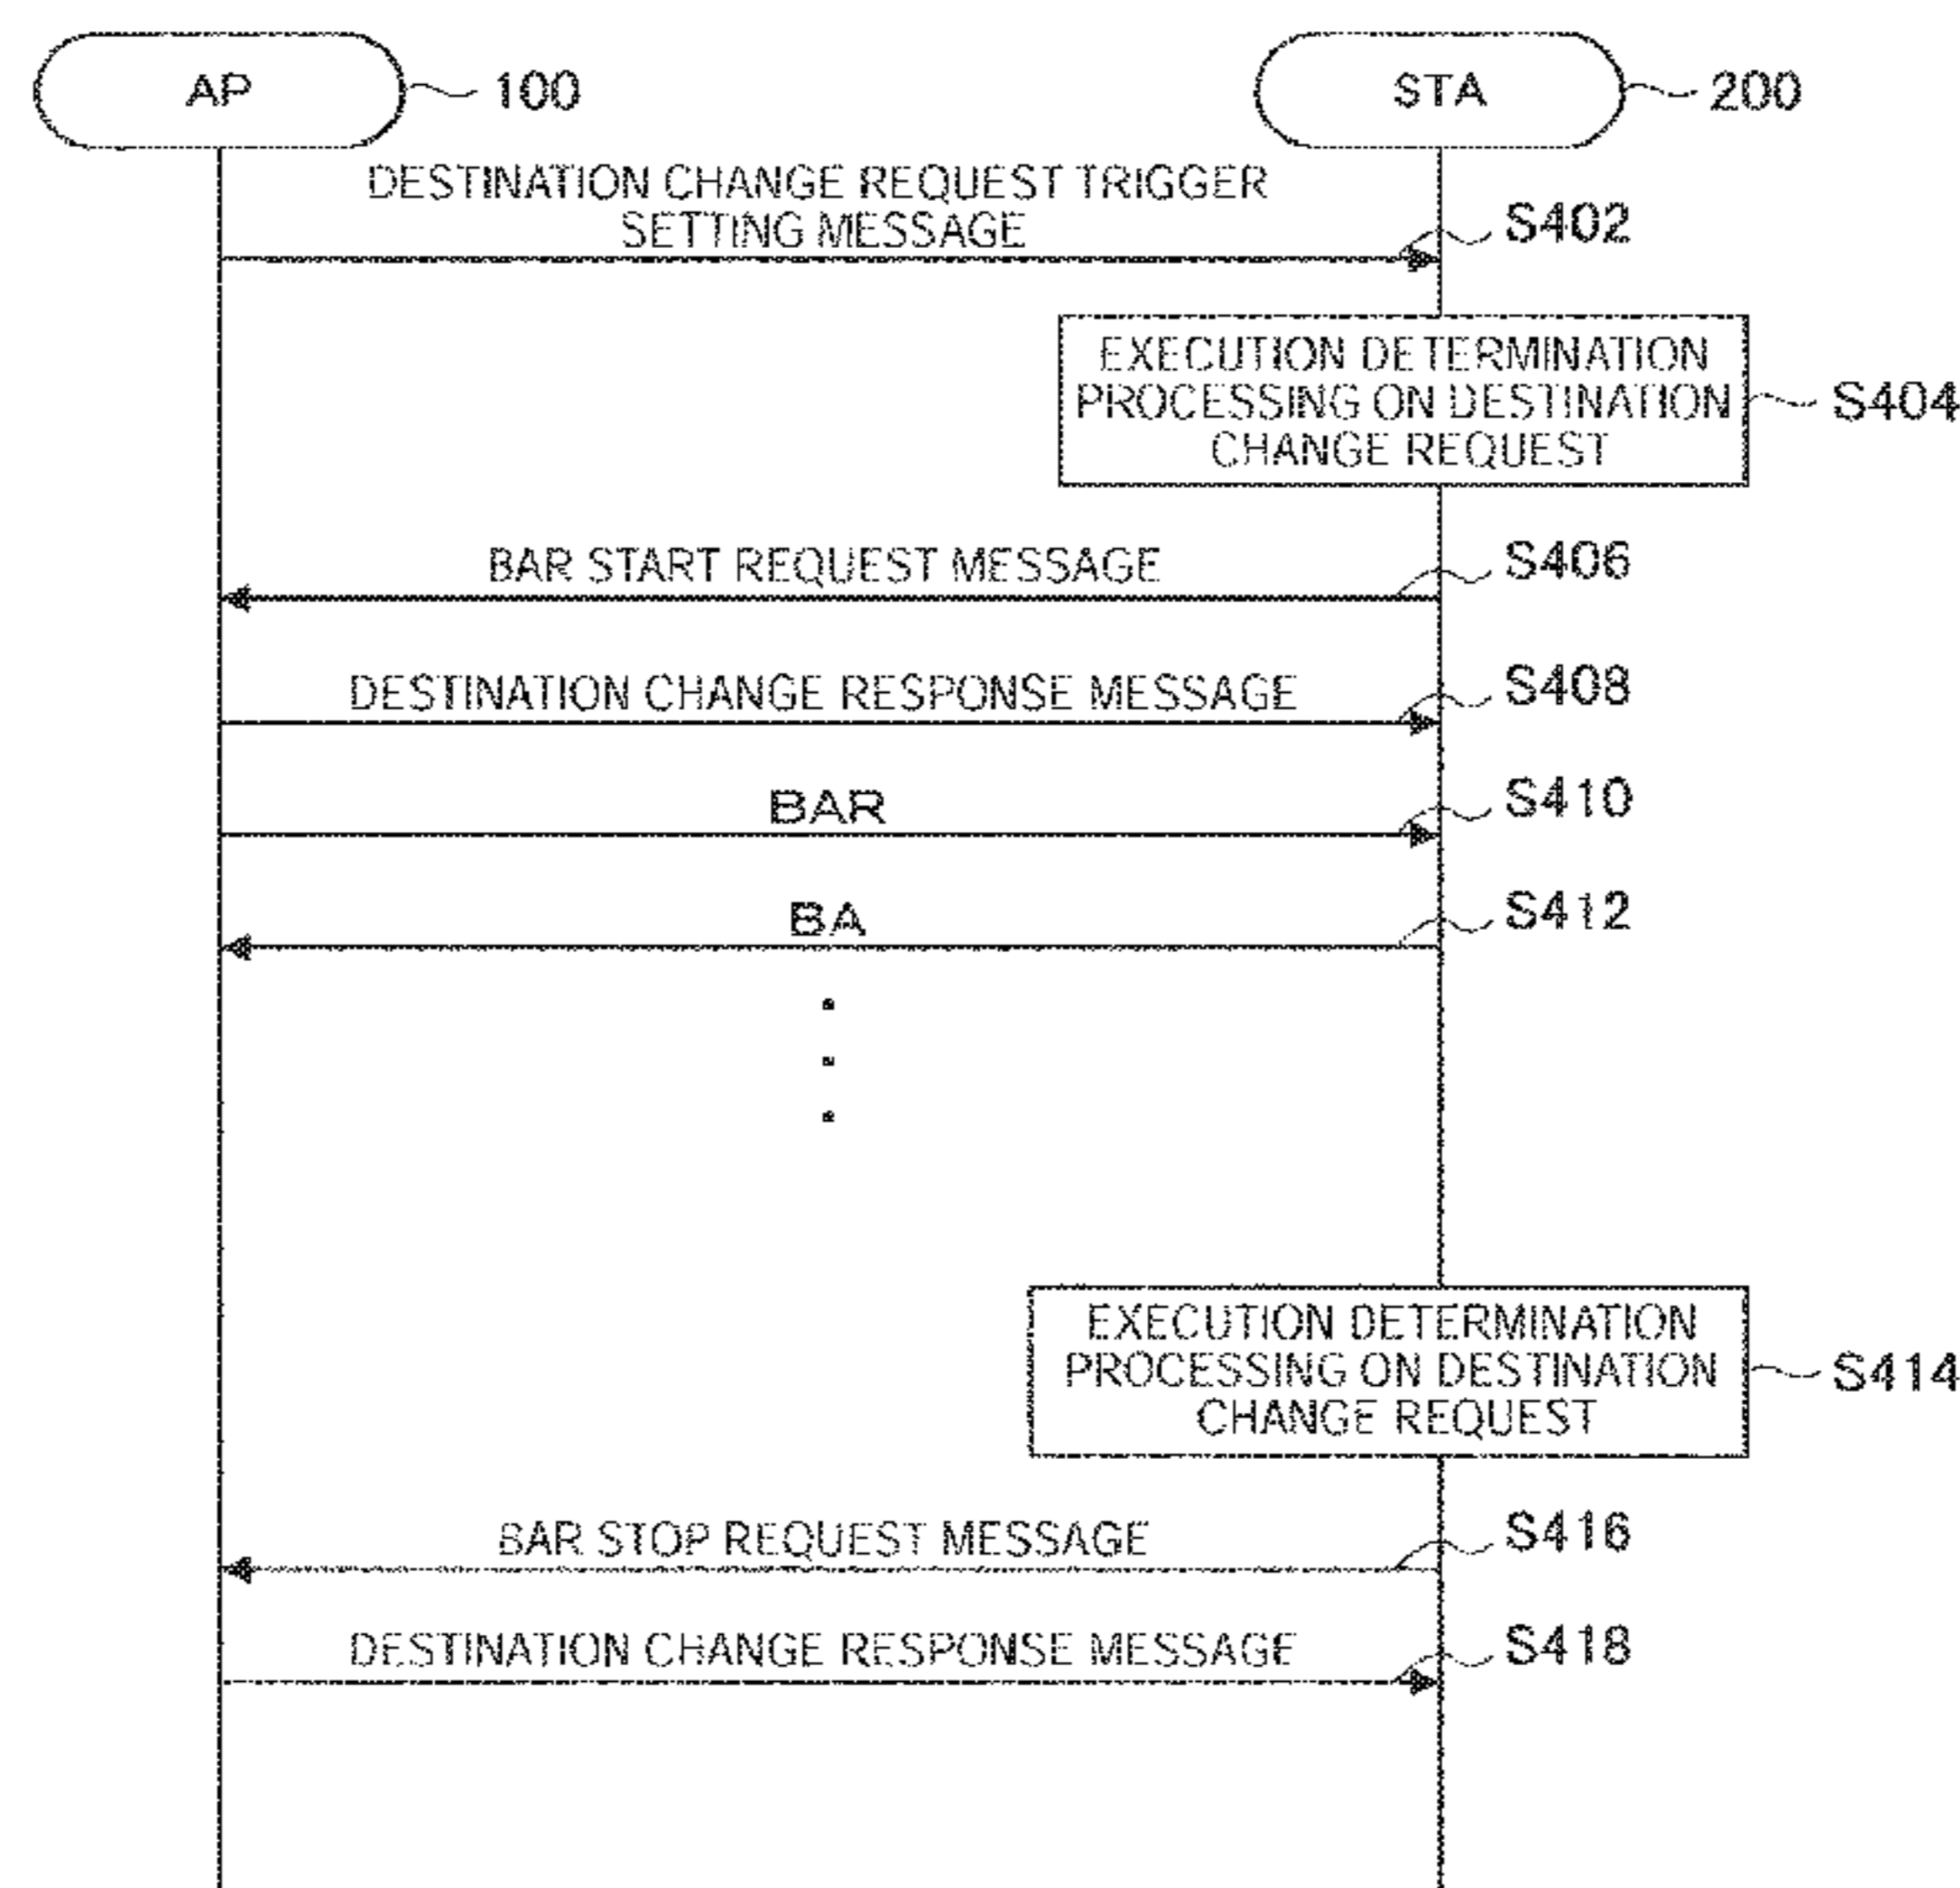 AP 100 STA 200
DESTINATION CHANGE REQUEST TRIGGER
SETTING MESSAGE
S402
EXECUTION DETERMINATION
PROCESSING ON DESTINATION
CHANGE REQUEST
S404
BAR START REQUEST MESSAGE
S406
DESTINATION CHANGE RESPONSE MESSAGE
S408
BAR
S410
BA
S412
EXECUTION DETERMINATION
PROCESSING ON DESTINATION
CHANGE REQUEST
S414
BAR STOP REQUEST MESSAGE
S416
DESTINATION CHANGE RESPONSE MESSAGE
S418